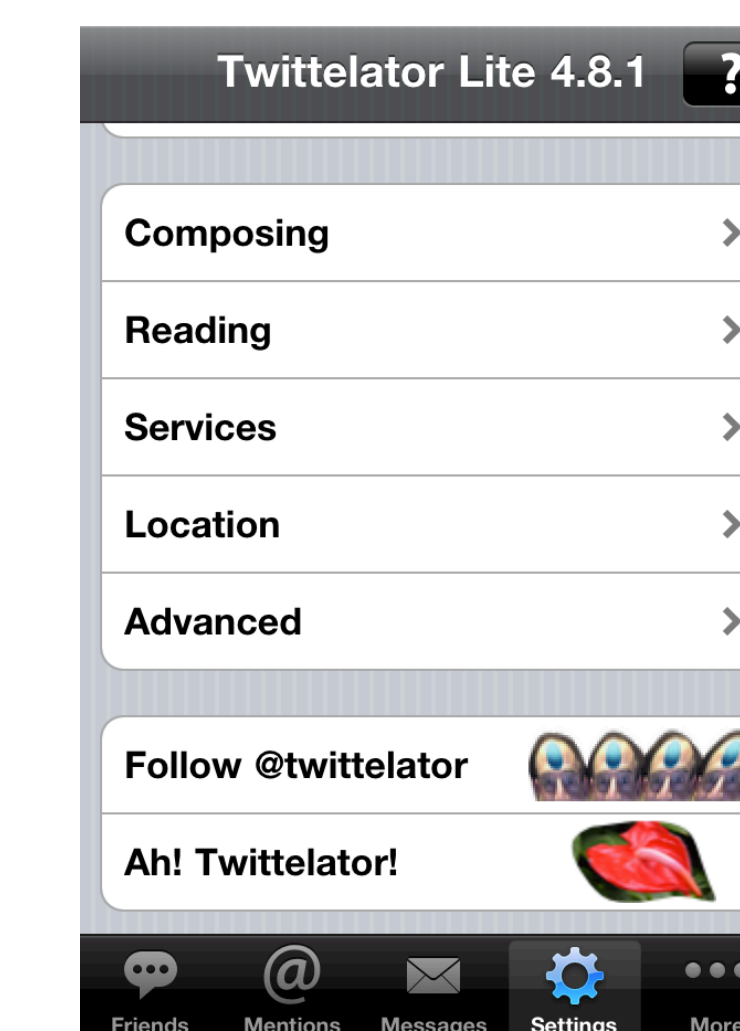 Twittelator Lite 4.8.1 ?
Composing
Reading
Services
Location
Advanced
Follow @twittelator
Ah! Twittelator!
Friends Mentions Messages Settings More